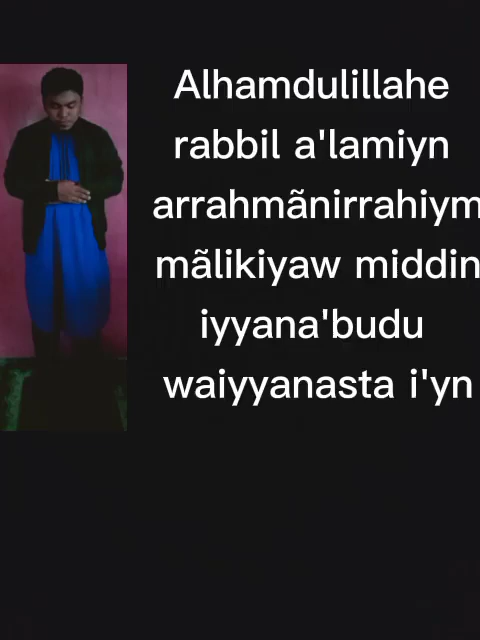 Alhamdulillahe
rabbil a'lamiyn
arrahmãnirrahiym
mãlikiyaw middin
iyyana'budu
waiyyanasta i'yn